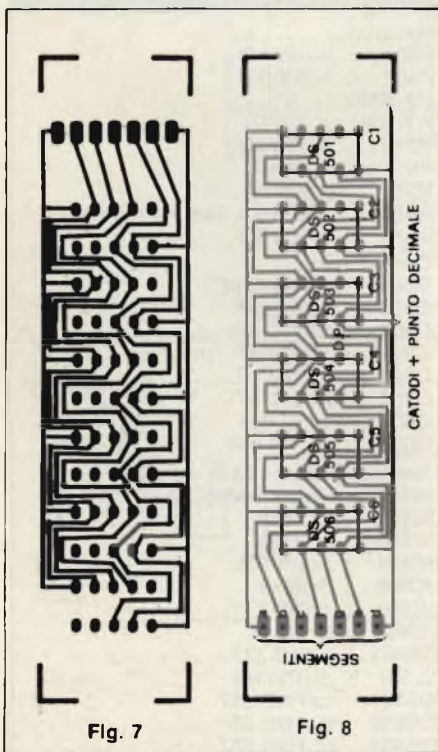 DS 501
C1
DS 502
C2
DS 503
C3
D.P.
DS 504
C4
DS 505
C5
DS 506
C6
CATODI + PUNTO DECIMALE
SEGMENTI
Fig. 7
Fig. 8